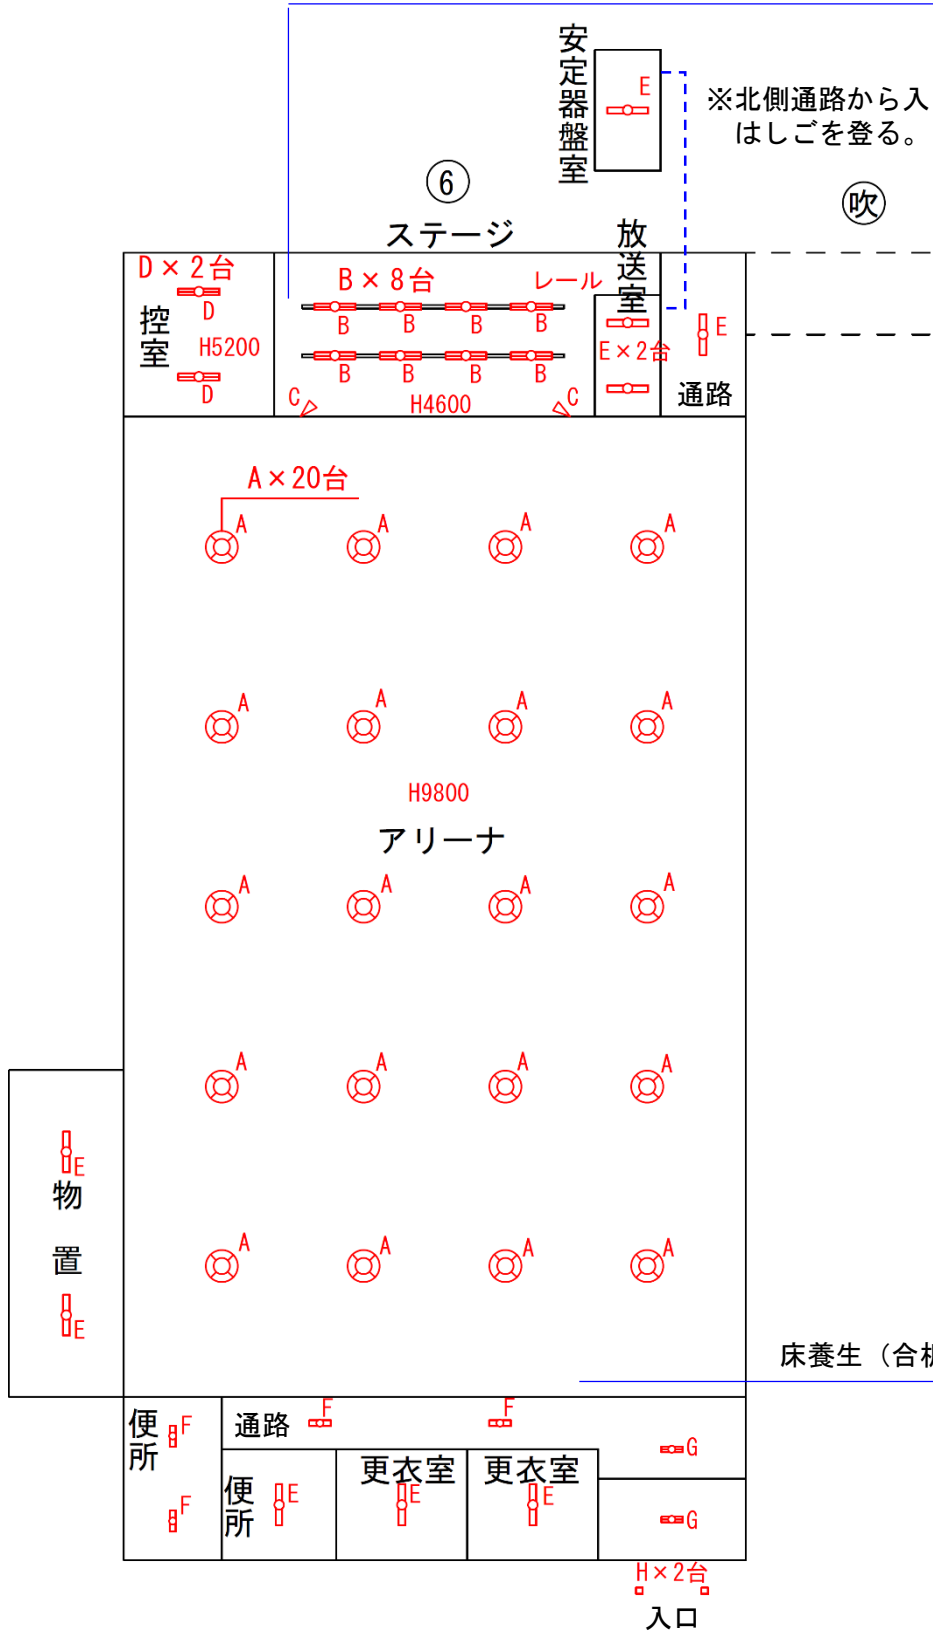 安定器盤室
E
※北側通路から入
はしごを登る。
⑥
吹
ステージ
放送室
D×2台
B×8台
レール
控室
D
H5200
D
B
B
B
B
B
B
B
B
E×2台
E
通路
C
H4600
C
A×20台
A
A
A
A
A
A
A
A
H9800
アリーナ
A
A
A
A
A
A
A
A
A
A
A
A
E
物置
E
床養生（合
便所
F
F
通路
F
F
G
便所
E
更衣室
E
更衣室
E
G
H×2台
入口